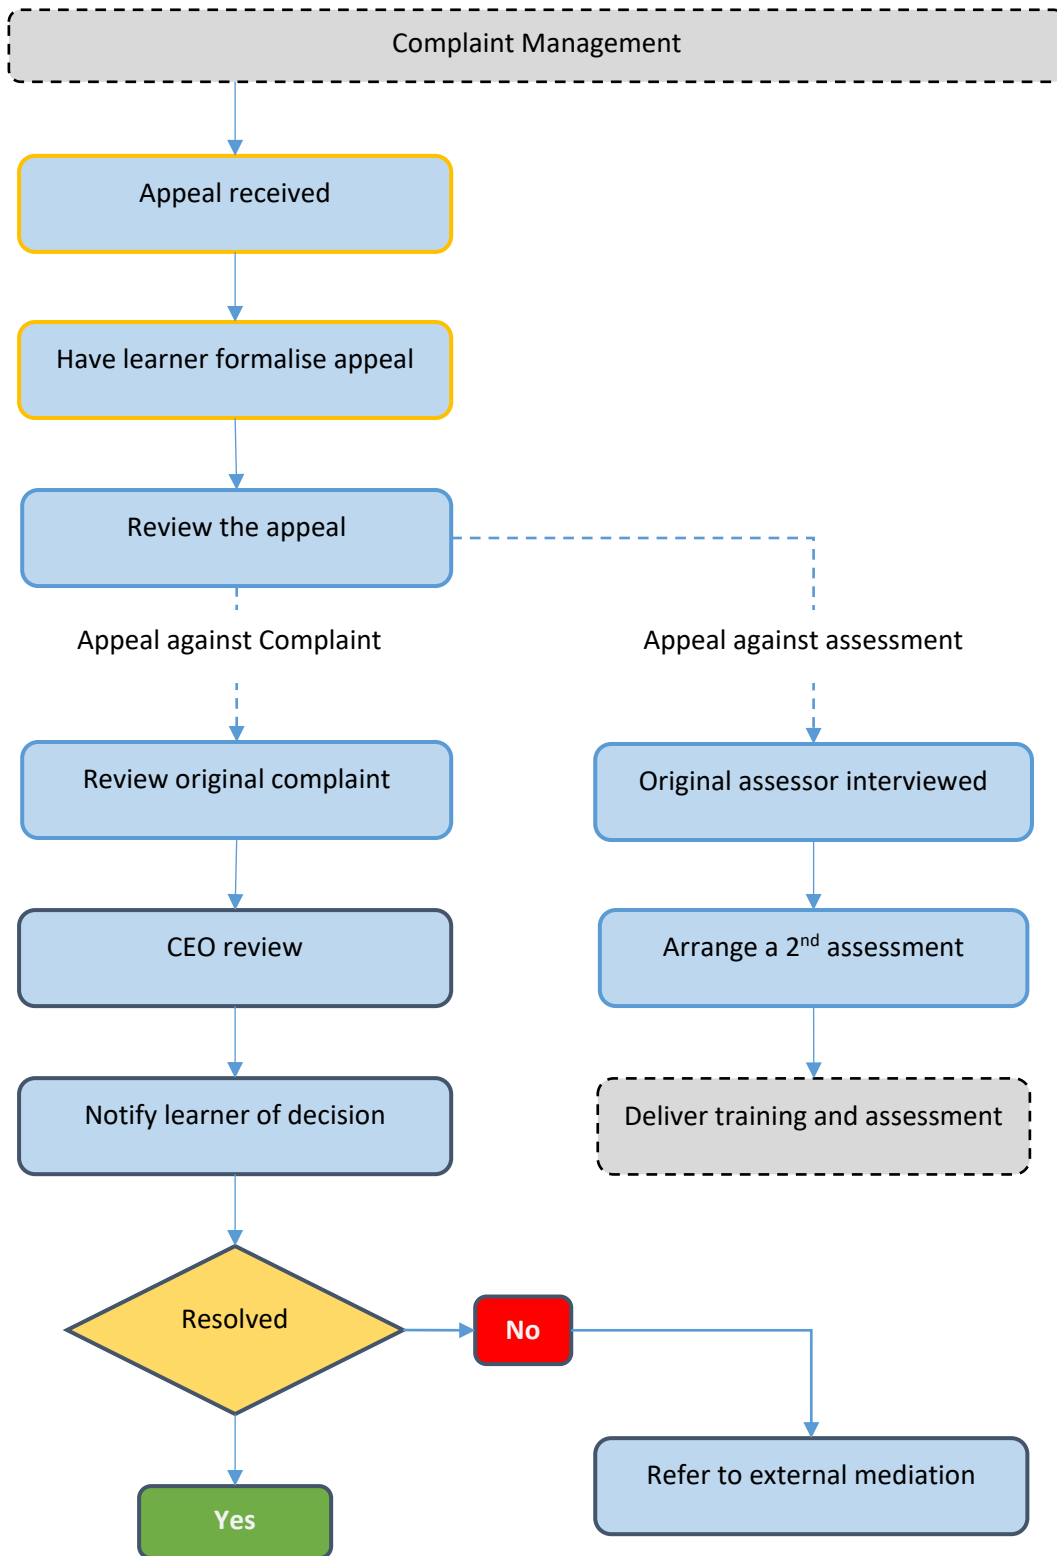 Complaint Management
Appeal received
Have learner formalise appeal
Review the appeal
Appeal against Complaint
Appeal against assessment
Review original complaint
Original assessor interviewed
CEO review
Arrange a 2nd assessment
Notify learner of decision
Deliver training and assessment
Resolved
No
Refer to external mediation
Yes